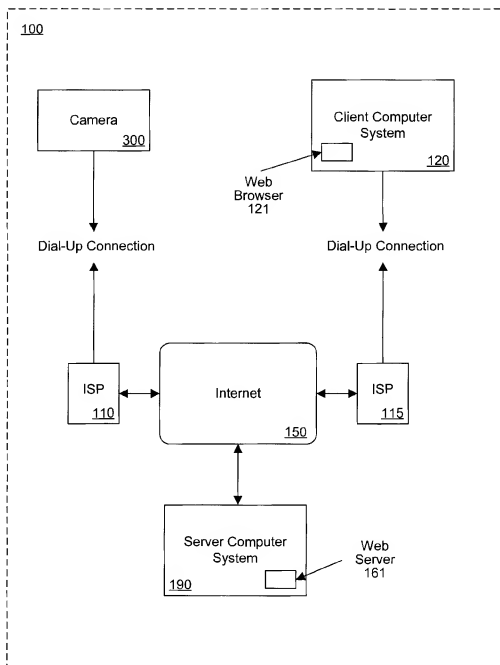 100
Camera
300
Client Computer
System
120
Web
Browser
121
Dial-Up Connection
Dial-Up Connection
ISP
110
Internet
150
ISP
115
Server Computer
System
190
Web
Server
161